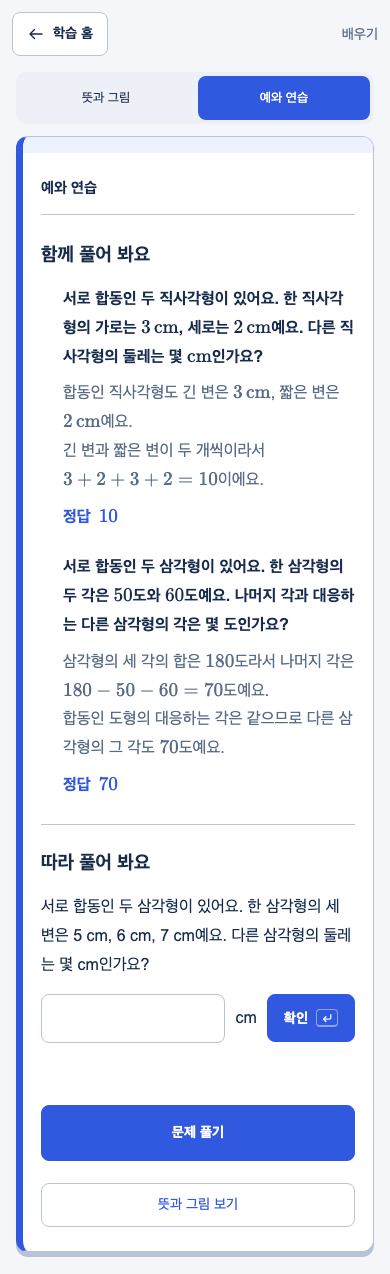 ← 학습 홈
배우기
뜻과 그림
예와 연습
예와 연습
함께 풀어 봐요
서로 합동인 두 직사각형이 있어요. 한 직사각
형의 가로는 3 cm, 세로는 2 cm예요. 다른 직
사각형의 둘레는 몇 cm인가요?
합동인 직사각형도 긴 변은 3 cm, 짧은 변은
2 cm예요.
긴 변과 짧은 변이 두 개씩이라서
3 + 2 + 3 + 2 = 10이에요.
정답 10
서로 합동인 두 삼각형이 있어요. 한 삼각형의
두 각은 50도와 60도예요. 나머지 각과 대응하
는 다른 삼각형의 각은 몇 도인가요?
삼각형의 세 각의 합은 180도라서 나머지 각은
180 − 50 − 60 = 70도예요.
합동인 도형의 대응하는 각은 같으므로 다른 삼
각형의 그 각도 70도예요.
정답 70
따라 풀어 봐요
서로 합동인 두 삼각형이 있어요. 한 삼각형의 세
변은 5 cm, 6 cm, 7 cm예요. 다른 삼각형의 둘레
는 몇 cm인가요?
cm
확인 ↵
문제 풀기
뜻과 그림 보기